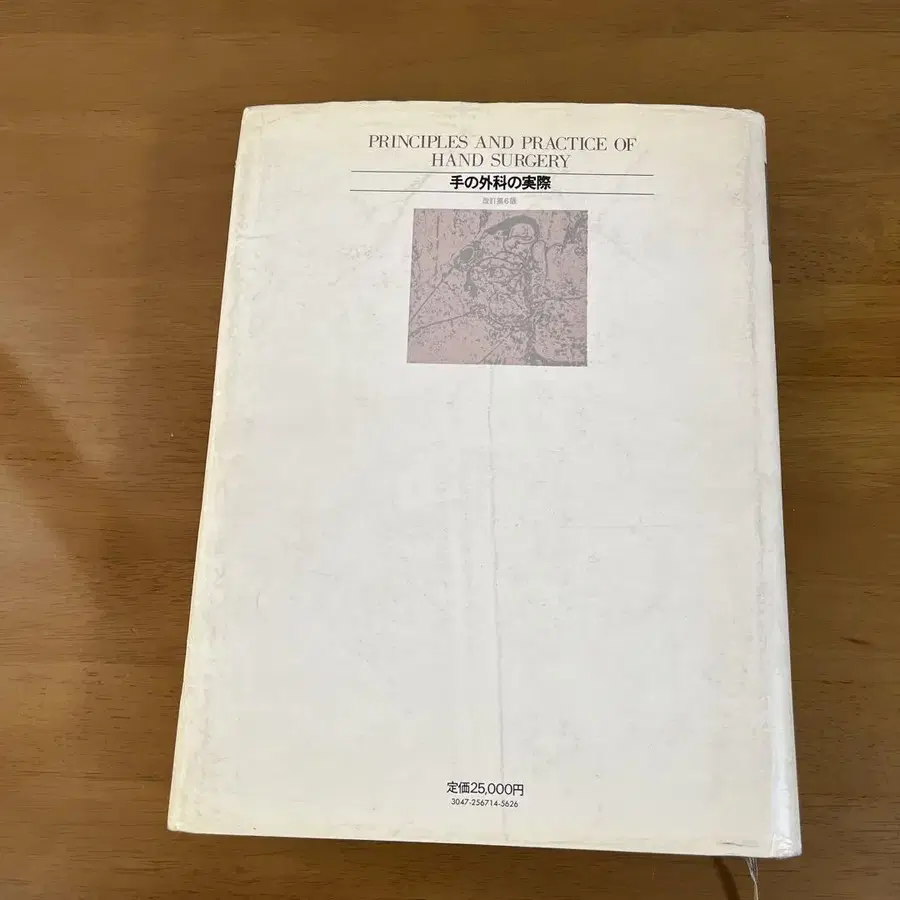 PRINCIPLES AND PRACTICE OF
HAND SURGERY
手の外科の実際
改訂第6版
定価25,000円
3047-256714-5626